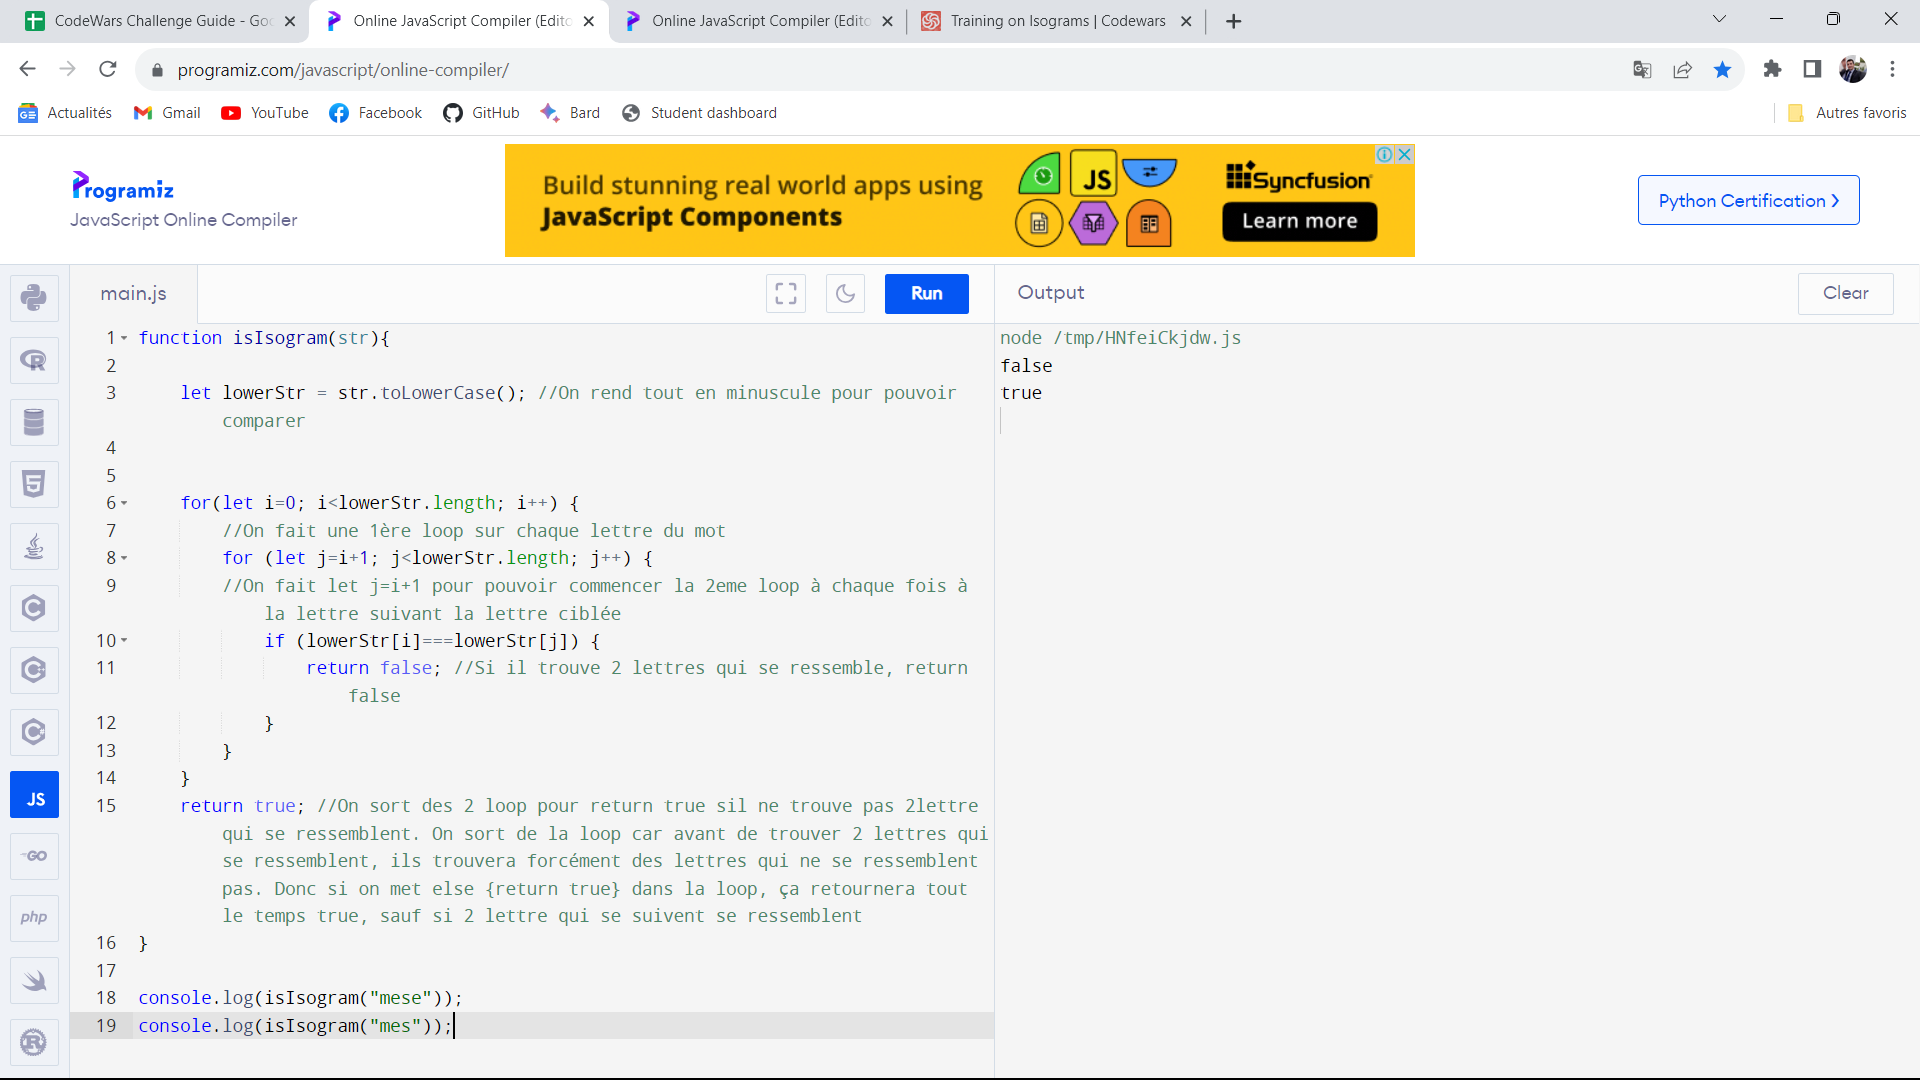 CodeWars Challenge Guide - Goo
Online JavaScript Compiler (Edito
Online JavaScript Compiler (Edito
Training on Isograms | Codewars
programiz.com/javascript/online-compiler/
Actualités
Gmail
YouTube
Facebook
GitHub
Bard
Student dashboard
Autres favoris
Programiz
JavaScript Online Compiler
Build stunning real world apps using
JavaScript Components
JS
Syncfusion
Learn more
Python Certification >
main.js
Run
Output
Clear
1 function isIsogram(str){
2
3 let lowerStr = str.toLowerCase(); //On rend tout en minuscule pour pouvoir
comparer
4
5
6 for(let i=0; i<lowerStr.length; i++) {
7 //On fait une 1ère loop sur chaque lettre du mot
8 for (let j=i+1; j<lowerStr.length; j++) {
9 //On fait let j=i+1 pour pouvoir commencer la 2eme loop à chaque fois à
la lettre suivant la lettre ciblée
10 if (lowerStr[i]===lowerStr[j]) {
11 return false; //Si il trouve 2 lettres qui se ressemble, return
false
12 }
13 }
14 }
15 return true; //On sort des 2 loop pour return true sil ne trouve pas 2lettre
qui se ressemblent. On sort de la loop car avant de trouver 2 lettres qui
se ressemblent, ils trouvera forcément des lettres qui ne se ressemblent
pas. Donc si on met else {return true} dans la loop, ça retournera tout
le temps true, sauf si 2 lettre qui se suivent se ressemblent
16 }
17
18 console.log(isIsogram("mese"));
19 console.log(isIsogram("mes"));
node /tmp/HNfeiCkjdw.js
false
true
JS
GO
php